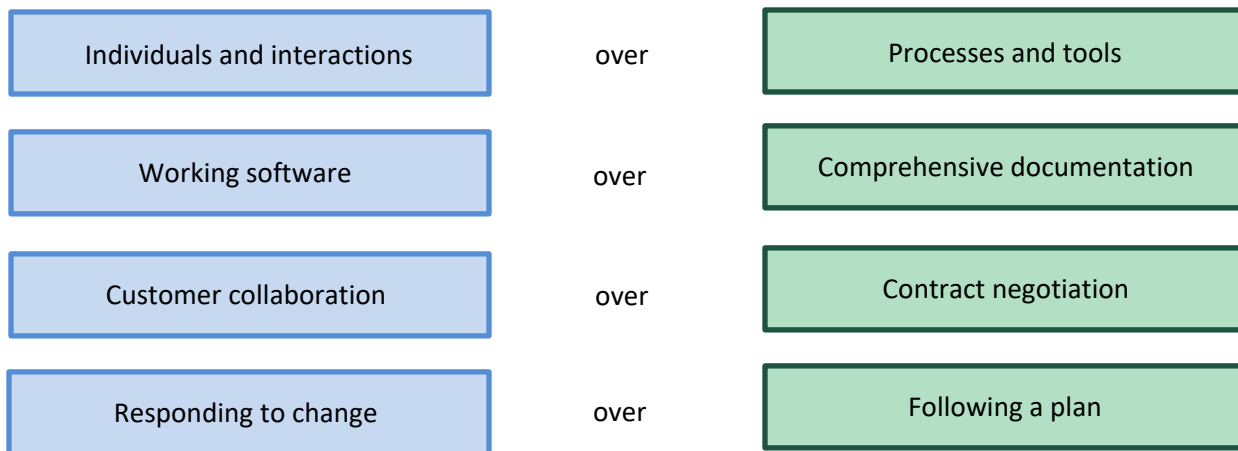 Individuals and interactions over Processes and tools
Working software over Comprehensive documentation
Customer collaboration over Contract negotiation
Responding to change over Following a plan